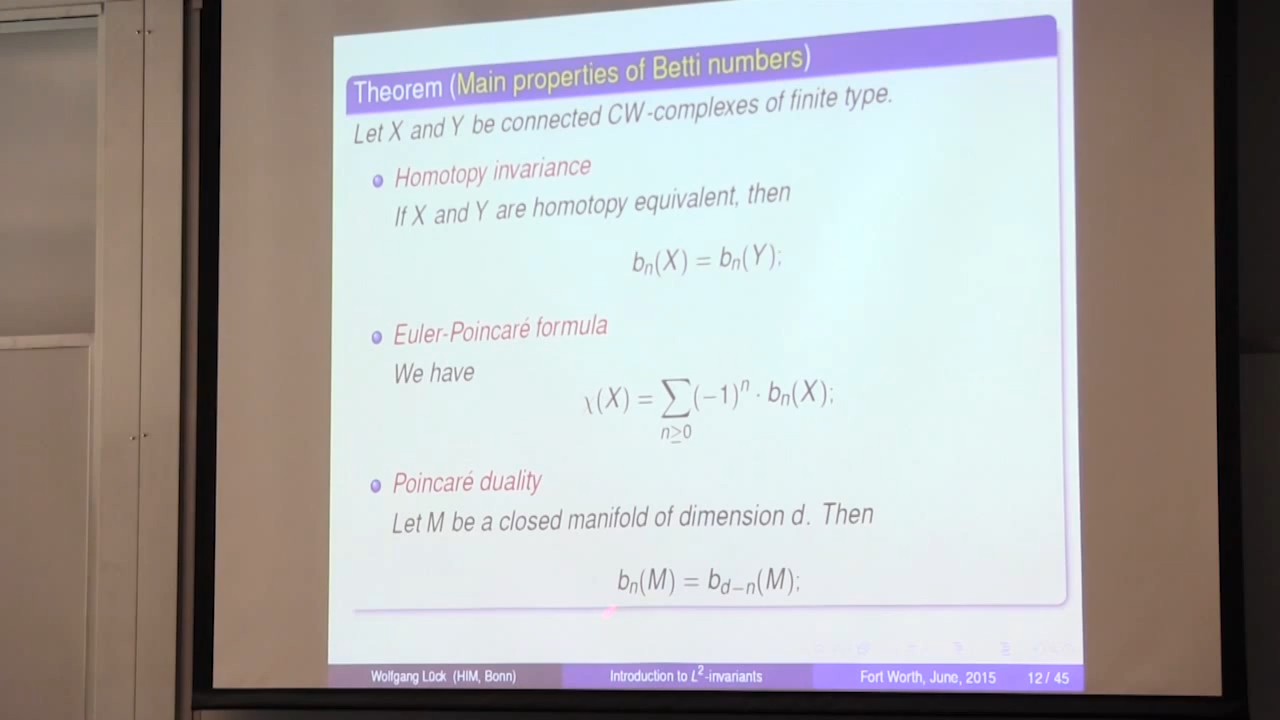 Theorem (Main properties of Betti numbers)
Let X and Y be connected CW-complexes of finite type.
Homotopy invariance
If X and Y are homotopy equivalent, then
bₙ(X) = bₙ(Y);
Euler-Poincaré formula
We have
χ(X) = ∑ₙ≥₀ (−1)ⁿ · bₙ(X);
Poincaré duality
Let M be a closed manifold of dimension d. Then
bₙ(M) = b_{d−n}(M);
Wolfgang Lück (HIM, Bonn) Introduction to L²-invariants Fort Worth, June, 2015 12 / 45